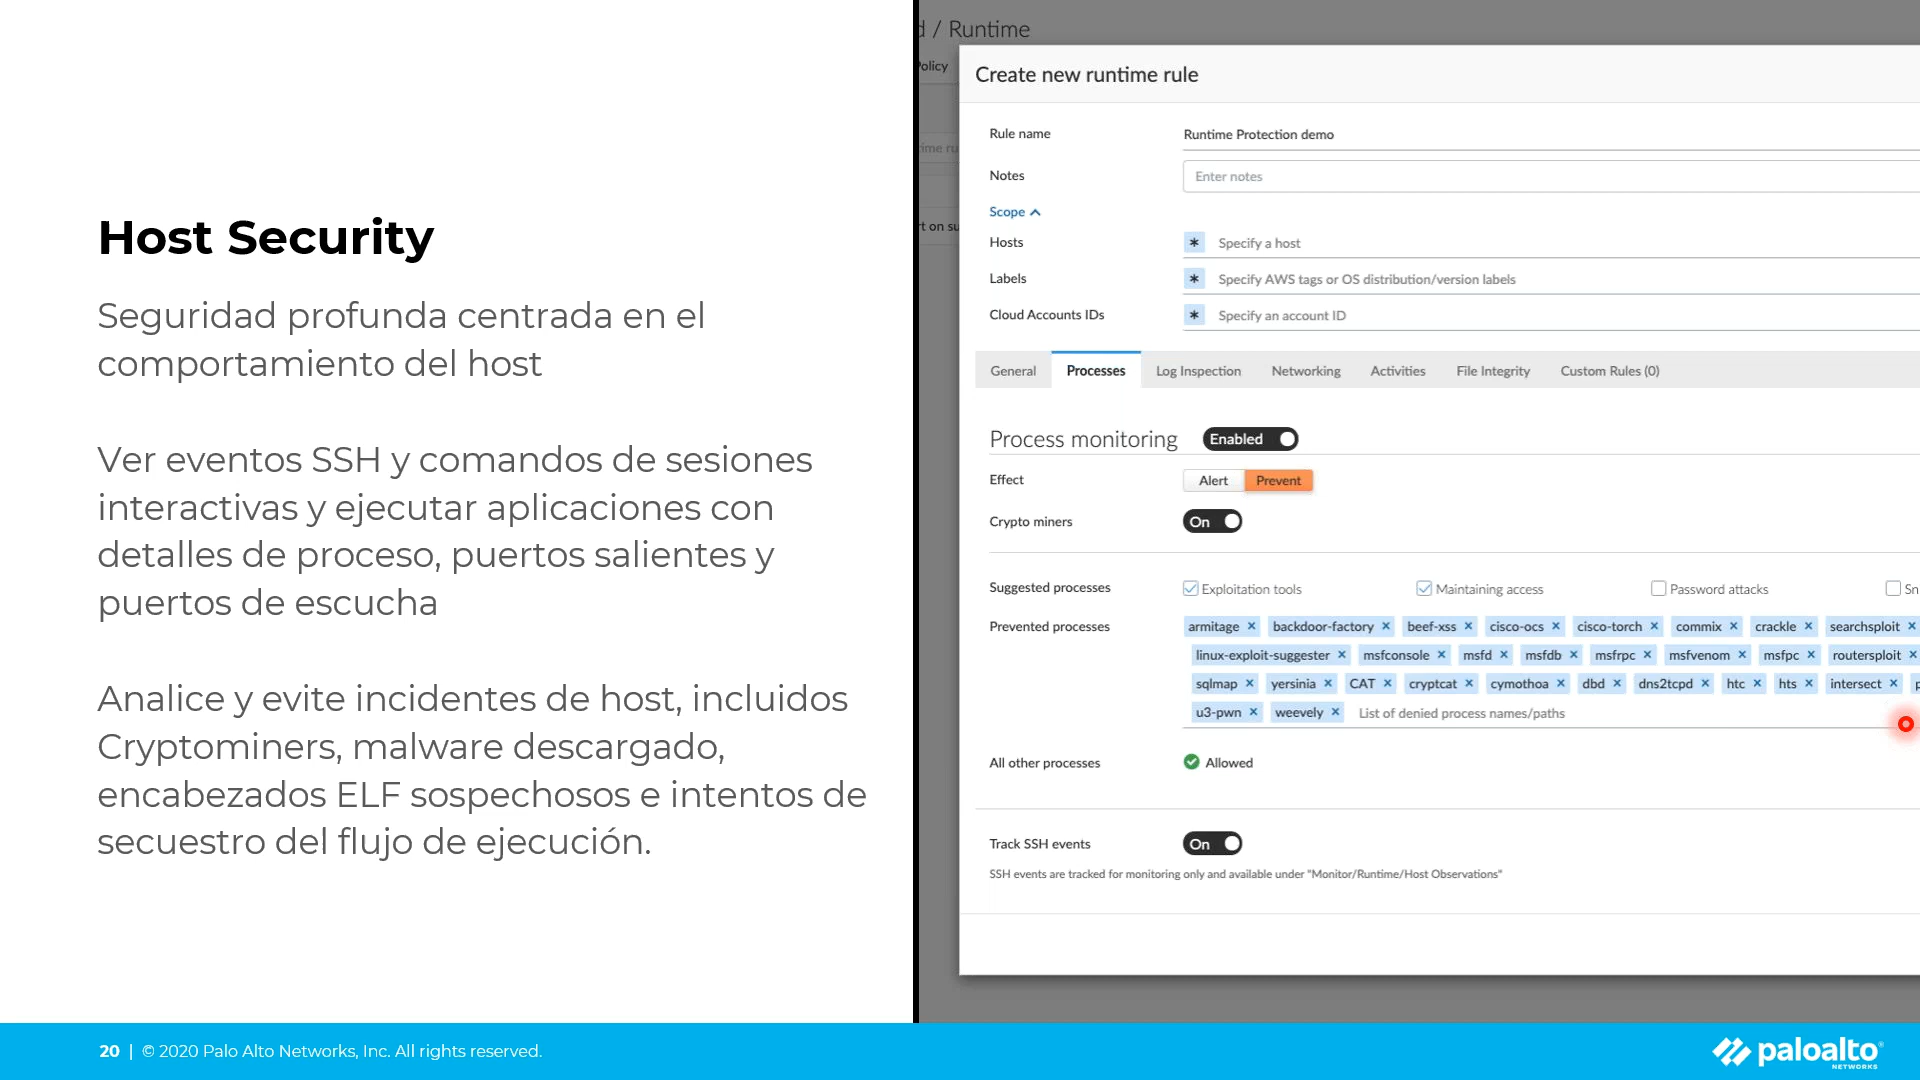 Host Security
Seguridad profunda centrada en el
comportamiento del host
Ver eventos SSH y comandos de sesiones
interactivas y ejecutar aplicaciones con
detalles de proceso, puertos salientes y
puertos de escucha
Analice y evite incidentes de host, incluidos
Cryptominers, malware descargado,
encabezados ELF sospechosos e intentos de
secuestro del flujo de ejecución.
/ Runtime
Policy
Create new runtime rule
Rule name Runtime Protection demo
Notes Enter notes
Scope
Hosts * Specify a host
Labels * Specify AWS tags or OS distribution/version labels
Cloud Accounts IDs * Specify an account ID
General Processes Log Inspection Networking Activities File Integrity Custom Rules (0)
Process monitoring Enabled
Effect Alert Prevent
Crypto miners On
Suggested processes Exploitation tools Maintaining access Password attacks Sn
Prevented processes armitage × backdoor-factory × beef-xss × cisco-ocs × cisco-torch × commix × crackle × searchsploit ×
linux-exploit-suggester × msfconsole × msfd × msfdb × msfrpc × msfvenom × msfpc × routersploit ×
sqlmap × yersinia × CAT × cryptcat × cymothoa × dbd × dns2tcpd × htc × hts × intersect ×
u3-pwn × weevely × List of denied process names/paths
All other processes Allowed
Track SSH events On
SSH events are tracked for monitoring only and available under "Monitor/Runtime/Host Observations"
20 | © 2020 Palo Alto Networks, Inc. All rights reserved.
paloalto®
NETWORKS